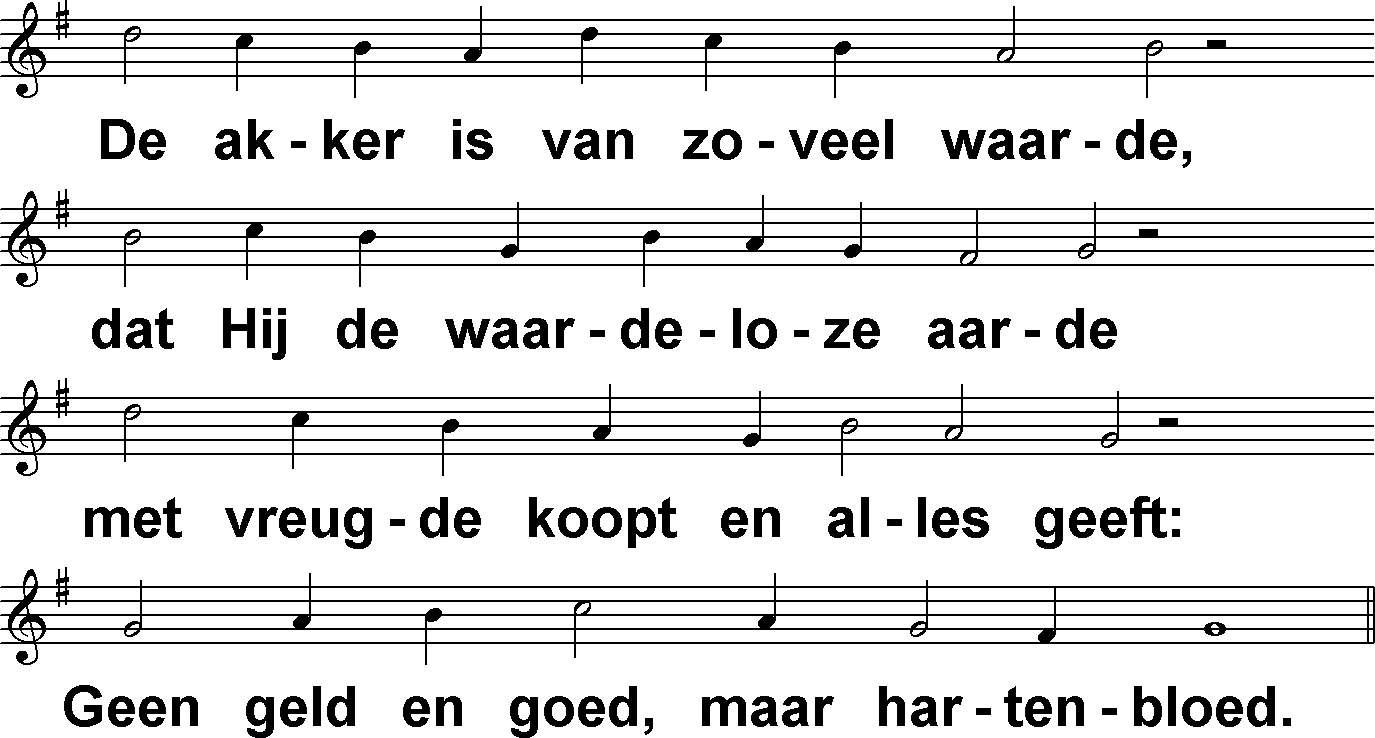 De ak - ker is van zo - veel waar - de,
dat Hij de waar - de - lo - ze aar - de
met vreug - de koopt en al - les geeft:
Geen geld en goed, maar har - ten - bloed.